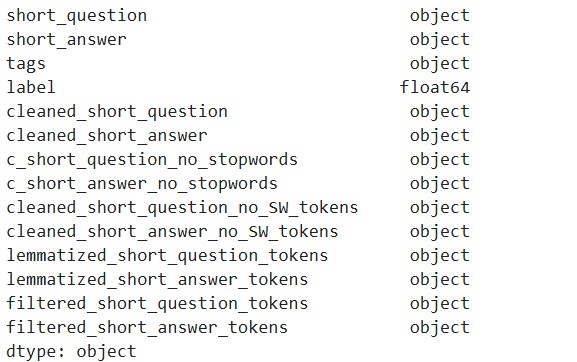 short_question object
short_answer object
tags object
label float64
cleaned_short_question object
cleaned_short_answer object
c_short_question_no_stopwords object
c_short_answer_no_stopwords object
cleaned_short_question_no_SW_tokens object
cleaned_short_answer_no_SW_tokens object
lemmatized_short_question_tokens object
lemmatized_short_answer_tokens object
filtered_short_question_tokens object
filtered_short_answer_tokens object
dtype: object